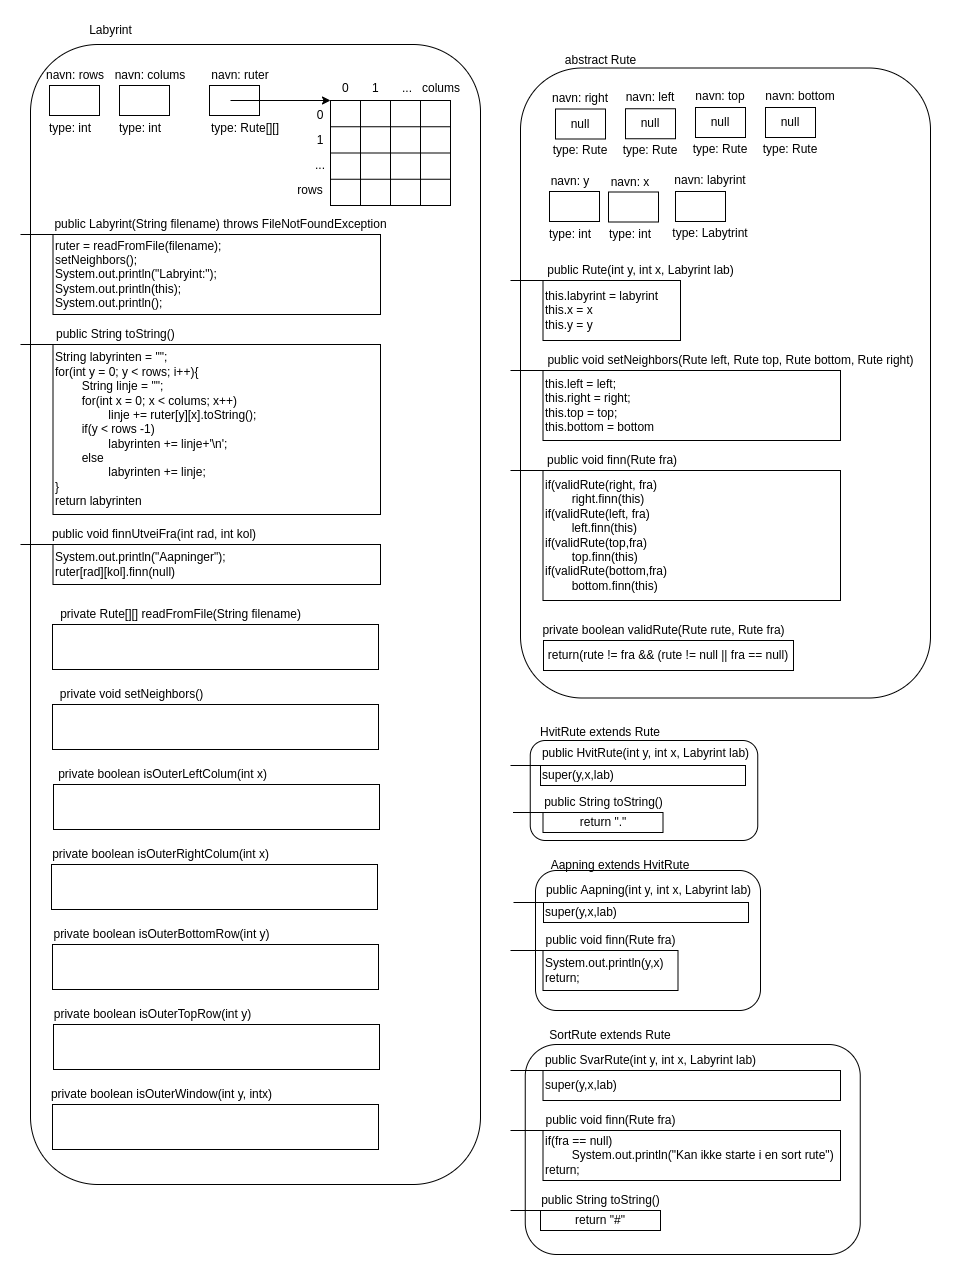 Labyrint
navn: rows
navn: colums
navn: ruter
type: int
type: int
type: Rute[][]
0
1
...
colums
0
1
...
rows
public Labyrint(String filename) throws FileNotFoundException
ruter = readFromFile(filename);
setNeighbors();
System.out.println("Labryint:");
System.out.println(this);
System.out.println();
public String toString()
String labyrinten = "";
for(int y = 0; y < rows; i++){
String linje = "";
for(int x = 0; x < colums; x++)
linje += ruter[y][x].toString();
if(y < rows -1)
labyrinten += linje+'\n';
else
labyrinten += linje;
}
return labyrinten
public void finnUtveiFra(int rad, int kol)
System.out.println("Aapninger");
ruter[rad][kol].finn(null)
private Rute[][] readFromFile(String filename)
private void setNeighbors()
private boolean isOuterLeftColum(int x)
private boolean isOuterRightColum(int x)
private boolean isOuterBottomRow(int y)
private boolean isOuterTopRow(int y)
private boolean isOuterWindow(int y, intx)
abstract Rute
navn: right
navn: left
navn: top
navn: bottom
null
null
null
null
type: Rute
type: Rute
type: Rute
type: Rute
navn: y
navn: x
navn: labyrint
type: int
type: int
type: Labytrint
public Rute(int y, int x, Labyrint lab)
this.labyrint = labyrint
this.x = x
this.y = y
public void setNeighbors(Rute left, Rute top, Rute bottom, Rute right)
this.left = left;
this.right = right;
this.top = top;
this.bottom = bottom
public void finn(Rute fra)
if(validRute(right, fra)
right.finn(this)
if(validRute(left, fra)
left.finn(this)
if(validRute(top,fra)
top.finn(this)
if(validRute(bottom,fra)
bottom.finn(this)
private boolean validRute(Rute rute, Rute fra)
return(rute != fra && (rute != null || fra == null)
HvitRute extends Rute
public HvitRute(int y, int x, Labyrint lab)
super(y,x,lab)
public String toString()
return "."
Aapning extends HvitRute
public Aapning(int y, int x, Labyrint lab)
super(y,x,lab)
public void finn(Rute fra)
System.out.println(y,x)
return;
SortRute extends Rute
public SvarRute(int y, int x, Labyrint lab)
super(y,x,lab)
public void finn(Rute fra)
if(fra == null)
System.out.println("Kan ikke starte i en sort rute")
return;
public String toString()
return "#"